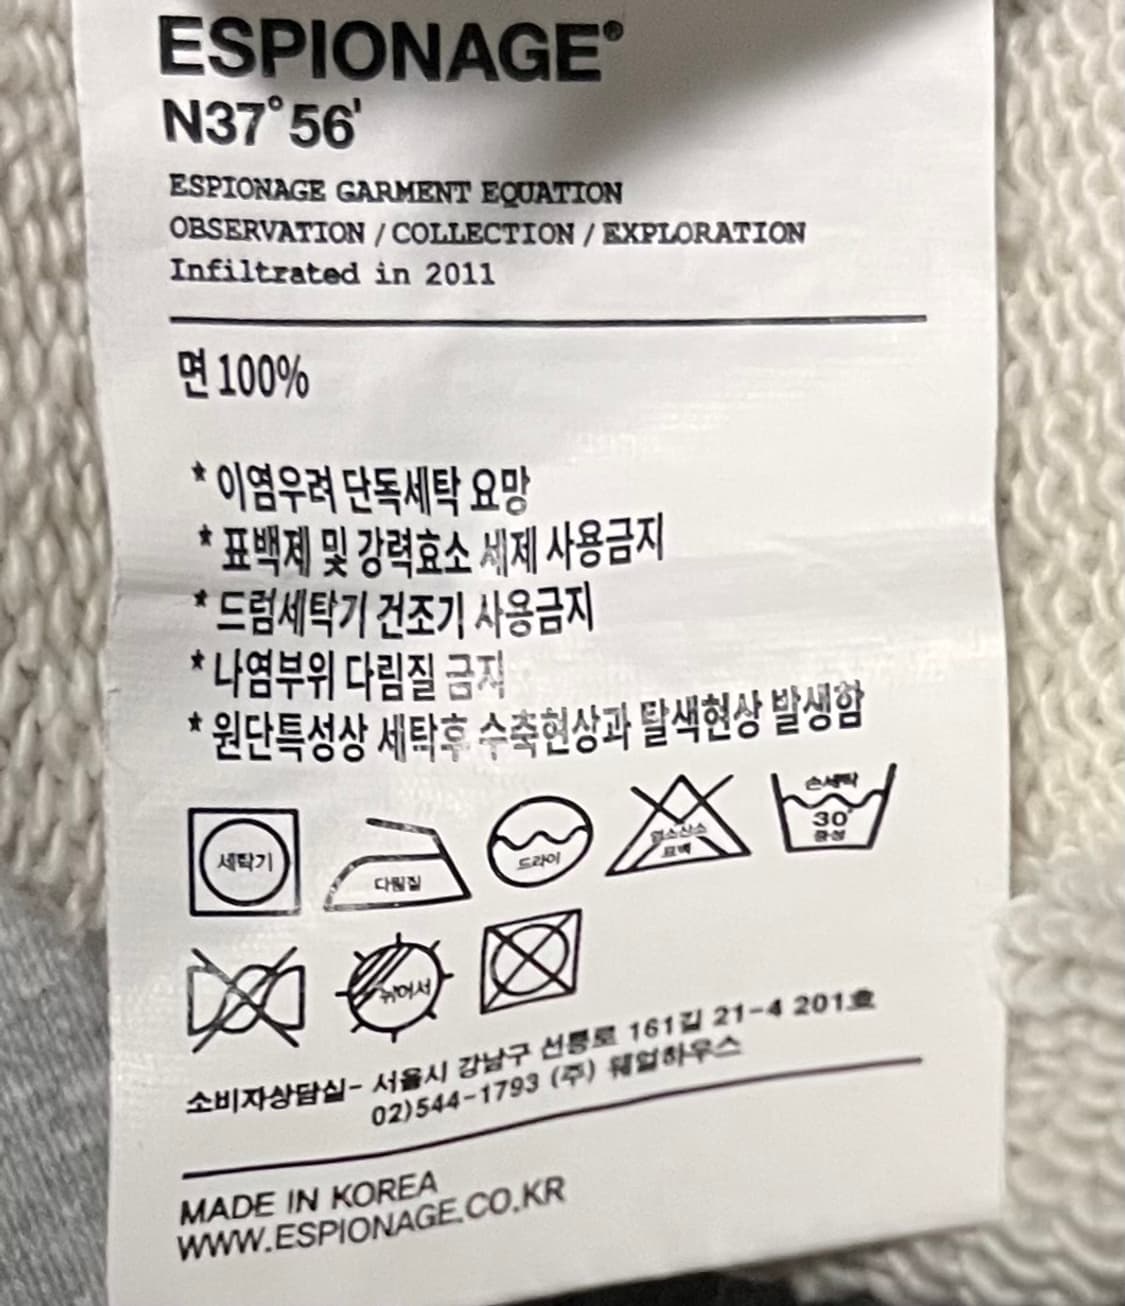 ESPIONAGE®
N37°56'
ESPIONAGE GARMENT EQUATION
OBSERVATION / COLLECTION / EXPLORATION
Infiltrated in 2011
면 100%
* 이염우려 단독세탁 요망
* 표백제 및 강력효소 세제 사용금지
* 드럼세탁기 건조기 사용금지
* 나염부위 다림질 금지
* 원단특성상 세탁후 수축현상과 탈색현상 발생함
세탁기
다림질
드라이
염소산소
표백
손세탁
30°
중성
뉘어서
소비자상담실- 서울시 강남구 선릉로 161길 21-4 201호
02)544-1793 (주) 웨얼하우스
MADE IN KOREA
WWW.ESPIONAGE.CO.KR